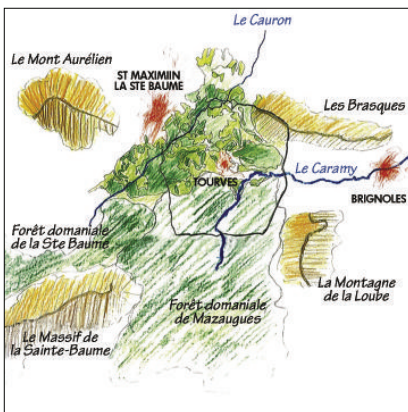 Le Cauron
Le Mont Aurélien
ST MAXIMIIN
LA STE BAUME
Les Brasques
Le Caramy
TOURVES
BRIGNOLES
Forêt domaniale
de la Ste Baume
La Montagne
de la Loube
Forêt domaniale
de Mazaugues
Le Massif de
la Sainte-Baume